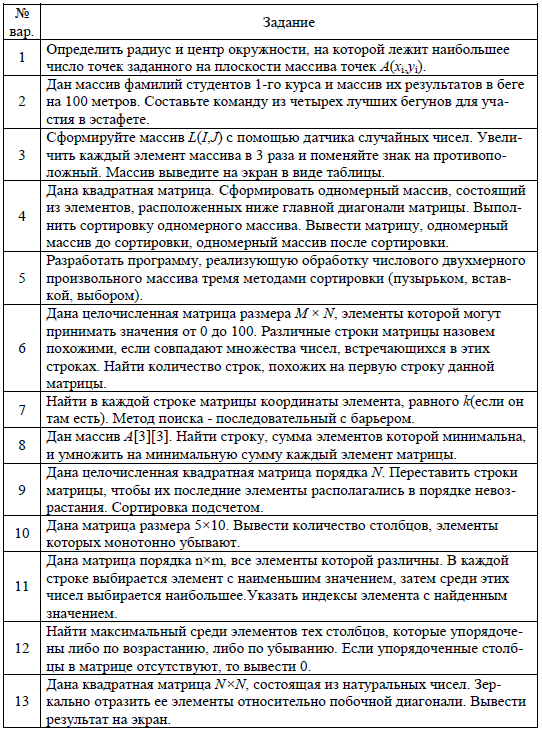 №
вар.
Задание
1
Определить радиус и центр окружности, на которой лежит наибольшее
число точек заданного на плоскости массива точек A(xi,yi).
2
Дан массив фамилий студентов 1-го курса и массив их результатов в беге
на 100 метров. Составьте команду из четырех лучших бегунов для уча-
стия в эстафете.
3
Сформируйте массив L(I,J) с помощью датчика случайных чисел. Увели-
чить каждый элемент массива в 3 раза и поменяйте знак на противопо-
ложный. Массив выведите на экран в виде таблицы.
4
Дана квадратная матрица. Сформировать одномерный массив, состоящий
из элементов, расположенных ниже главной диагонали матрицы. Выпол-
нить сортировку одномерного массива. Вывести матрицу, одномерный
массив до сортировки, одномерный массив после сортировки.
5
Разработать программу, реализующую обработку числового двухмерного
произвольного массива тремя методами сортировки (пузырьком, встав-
кой, выбором).
6
Дана целочисленная матрица размера M × N, элементы которой могут
принимать значения от 0 до 100. Различные строки матрицы назовем
похожими, если совпадают множества чисел, встречающихся в этих
строках. Найти количество строк, похожих на первую строку данной
матрицы.
7
Найти в каждой строке матрицы координаты элемента, равного k(если он
там есть). Метод поиска - последовательный с барьером.
8
Дан массив A[3][3]. Найти строку, сумма элементов которой минимальна,
и умножить на минимальную сумму каждый элемент матрицы.
9
Дана целочисленная квадратная матрица порядка N. Переставить строки
матрицы, чтобы их последние элементы располагались в порядке невоз-
растания. Сортировка подсчетом.
10
Дана матрица размера 5×10. Вывести количество столбцов, элементы
которых монотонно убывают.
11
Дана матрица порядка n×m, все элементы которой различны. В каждой
строке выбирается элемент с наименьшим значением, затем среди этих
чисел выбирается наибольшее.Указать индексы элемента с найденным
значением.
12
Найти максимальный среди элементов тех столбцов, которые упорядоче-
ны либо по возрастанию, либо по убыванию. Если упорядоченные столб-
цы в матрице отсутствуют, то вывести 0.
13
Дана квадратная матрица N×N, состоящая из натуральных чисел. Зер-
кально отразить ее элементы относительно побочной диагонали. Вывести
результат на экран.